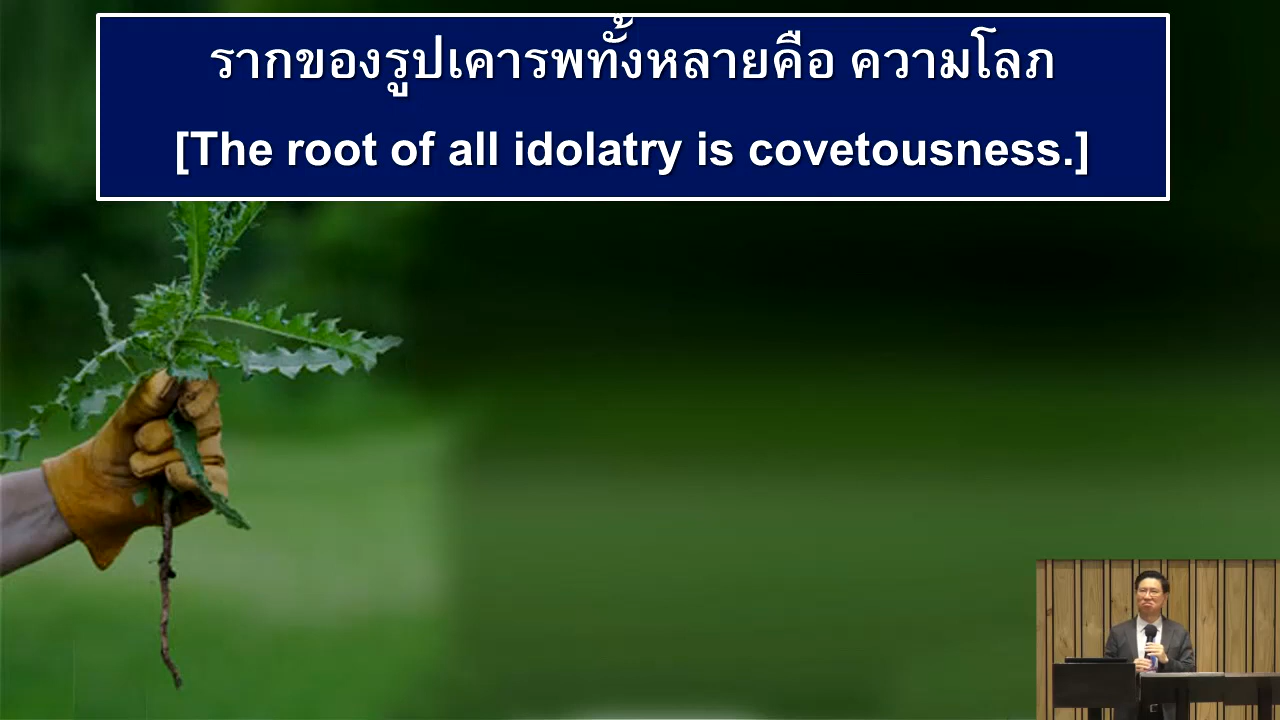 รากของรูปเคารพทั้งหลายคือ ความโลภ
[The root of all idolatry is covetousness.]